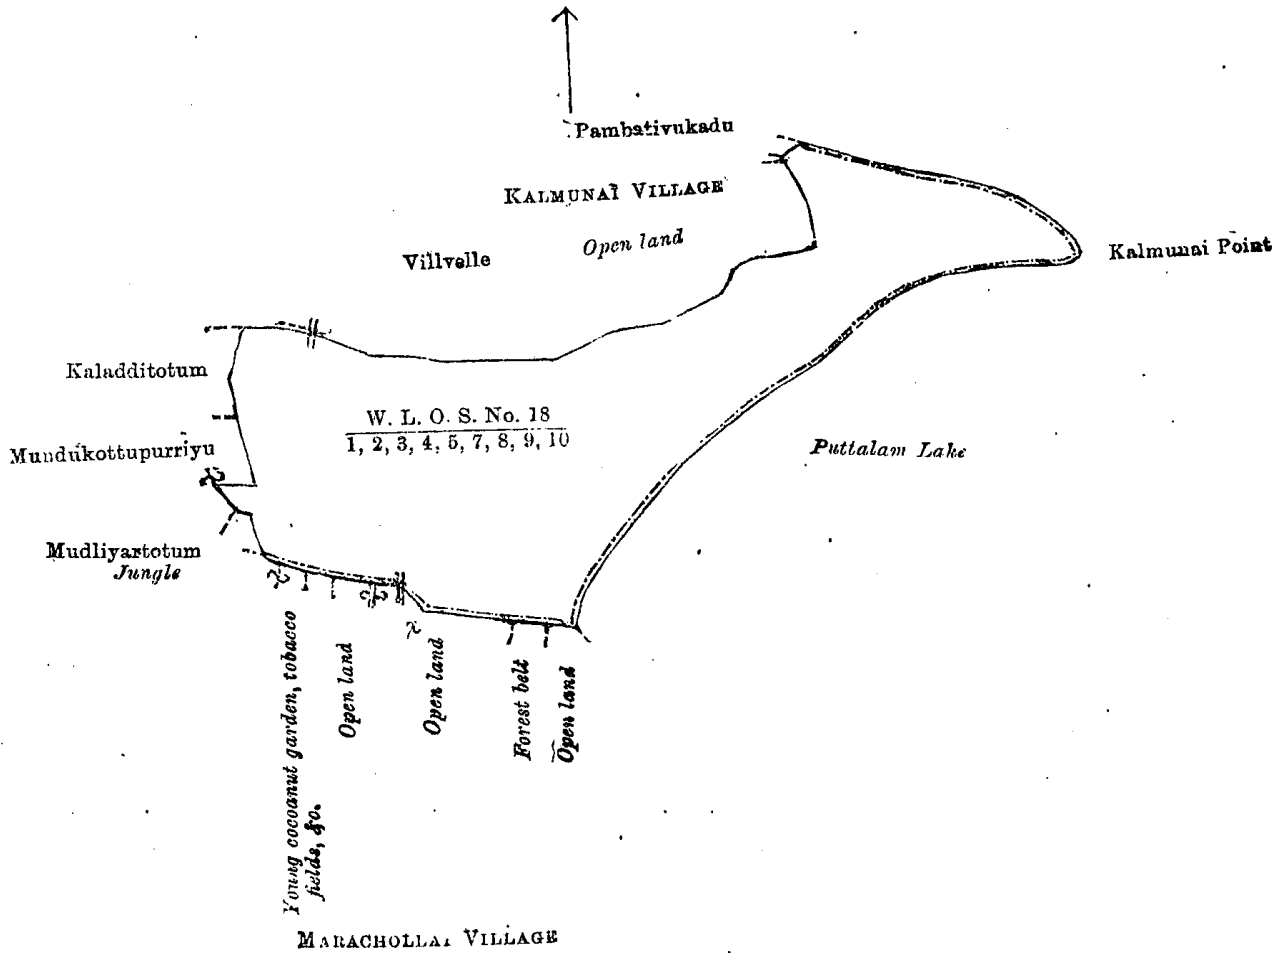 Pambativukadu
KALMUNAI VILLAGE
Open land
Villvelle
Kalmunai Point
Kaladditotum
W. L. O. S. No. 18
1, 2, 3, 4, 5, 7, 8, 9, 10
Mundukottupurriyu
Puttalam Lake
Mudliyartotum
Jungle
Young cocoanut garden, tobacco
fields, &c.
Open land
Open land
Forest belt
Open land
MARACHOLLAI VILLAGE